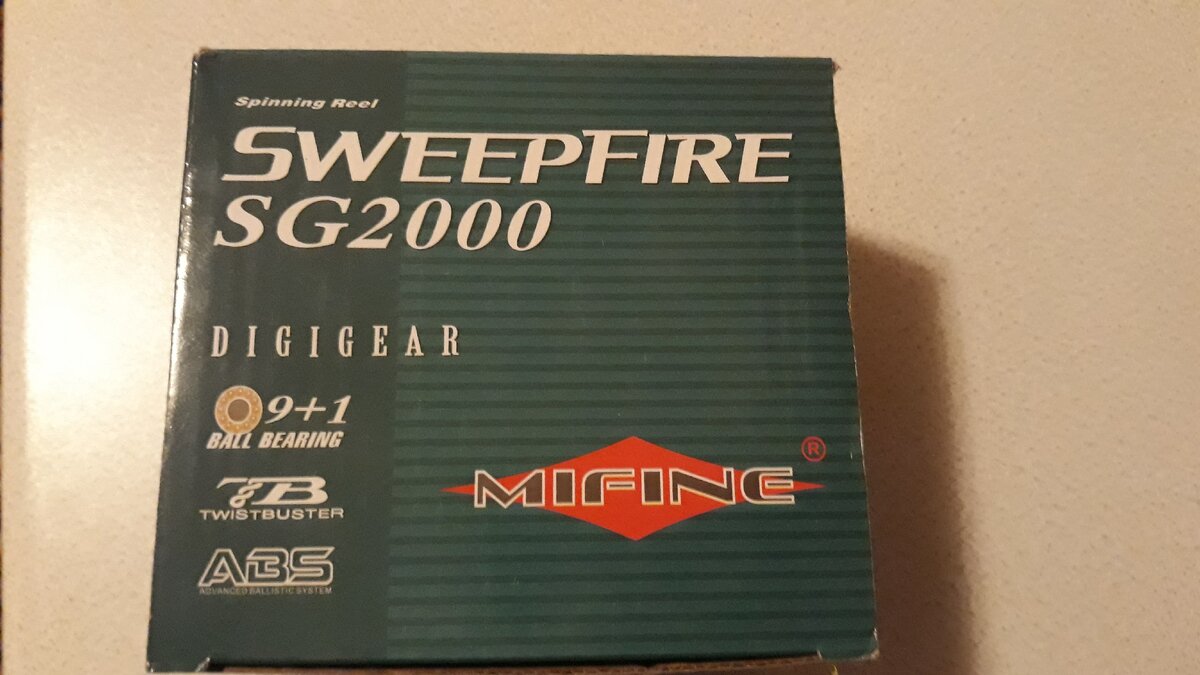 Spinning Reel
SWEEPFIRE
SG2000
DIGIGEAR
9+1
BALL BEARING
TB
TWISTBUSTER
ABS
ADVANCED BALLISTIC SYSTEM
MIFINE ®